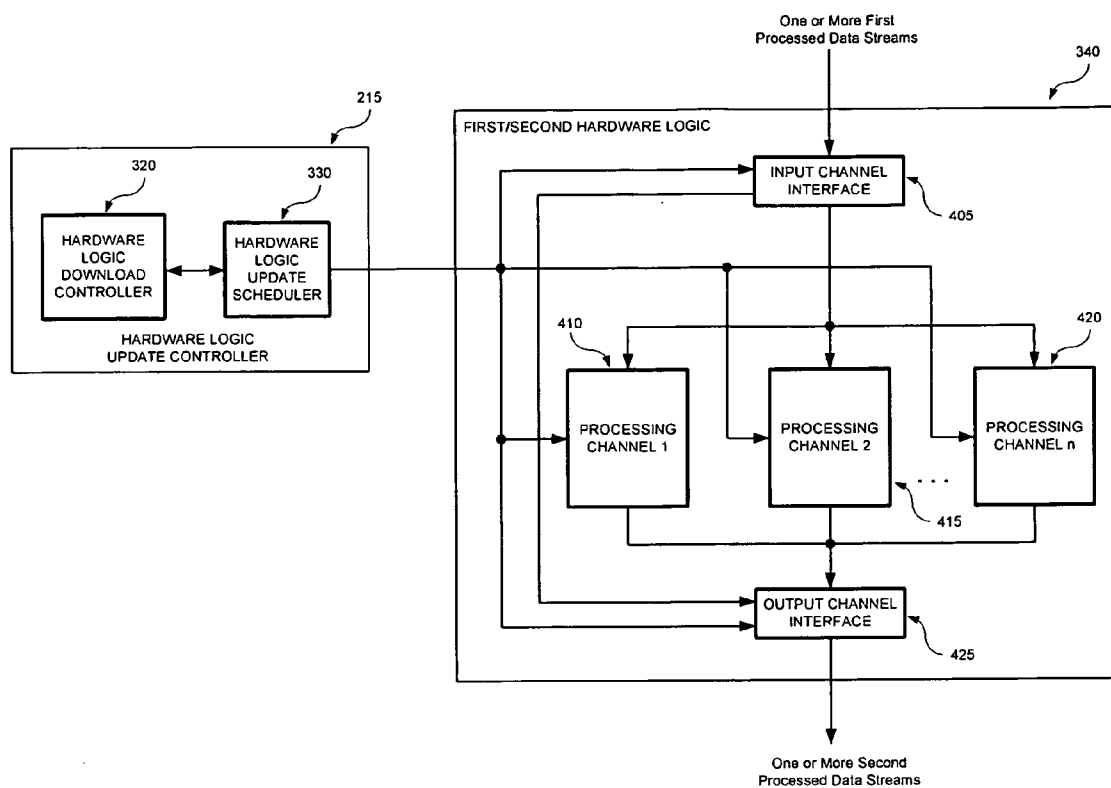 One or More First
Processed Data Streams
340
215
FIRST/SECOND HARDWARE LOGIC
320
330
INPUT CHANNEL
INTERFACE
405
HARDWARE
LOGIC
DOWNLOAD
CONTROLLER
HARDWARE
LOGIC
UPDATE
SCHEDULER
HARDWARE LOGIC
UPDATE CONTROLLER
410
420
PROCESSING
CHANNEL 1
PROCESSING
CHANNEL 2
PROCESSING
CHANNEL n
. . .
415
OUTPUT CHANNEL
INTERFACE
425
One or More Second
Processed Data Streams